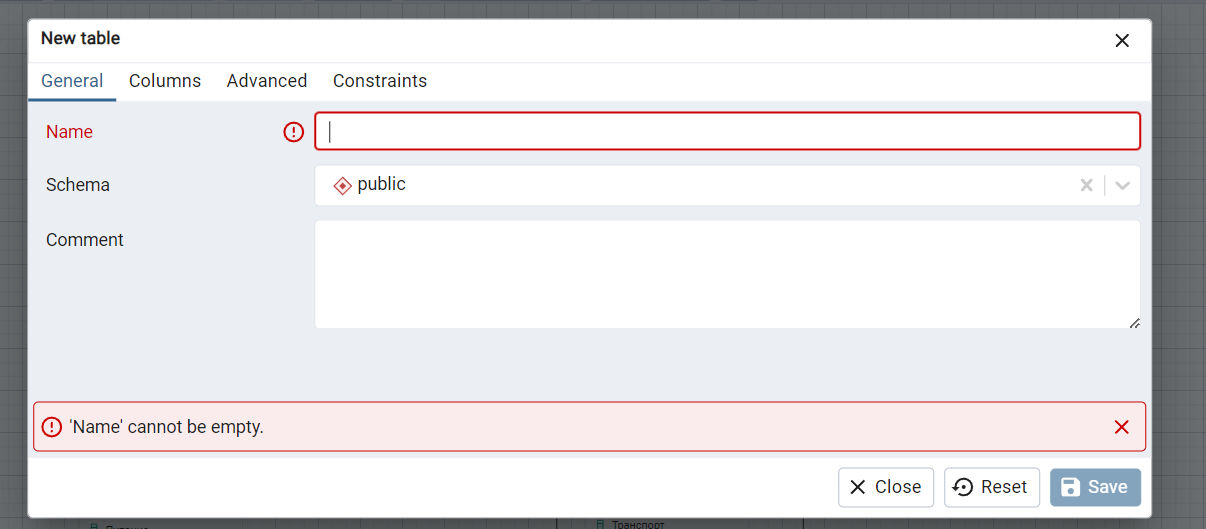 New table
General Columns Advanced Constraints
Name
Schema public
Comment
'Name' cannot be empty.
Close Reset Save
Транспорт